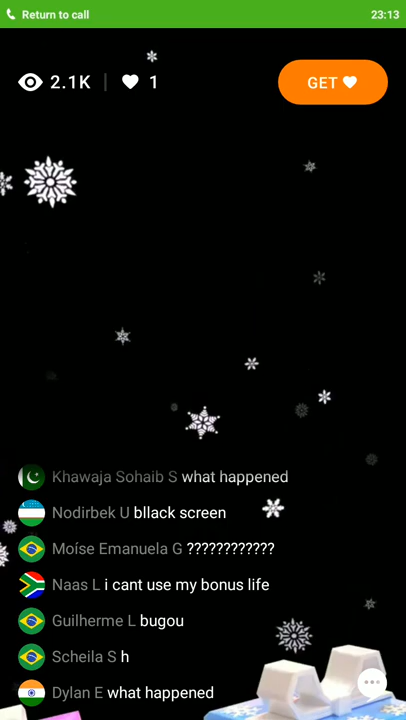 Return to call 23:13
2.1K | 1 GET
Khawaja Sohaib S what happened
Nodirbek U bllack screen
Moíse Emanuela G ????????????
Naas L i cant use my bonus life
Guilherme L bugou
Scheila S h
Dylan E what happened